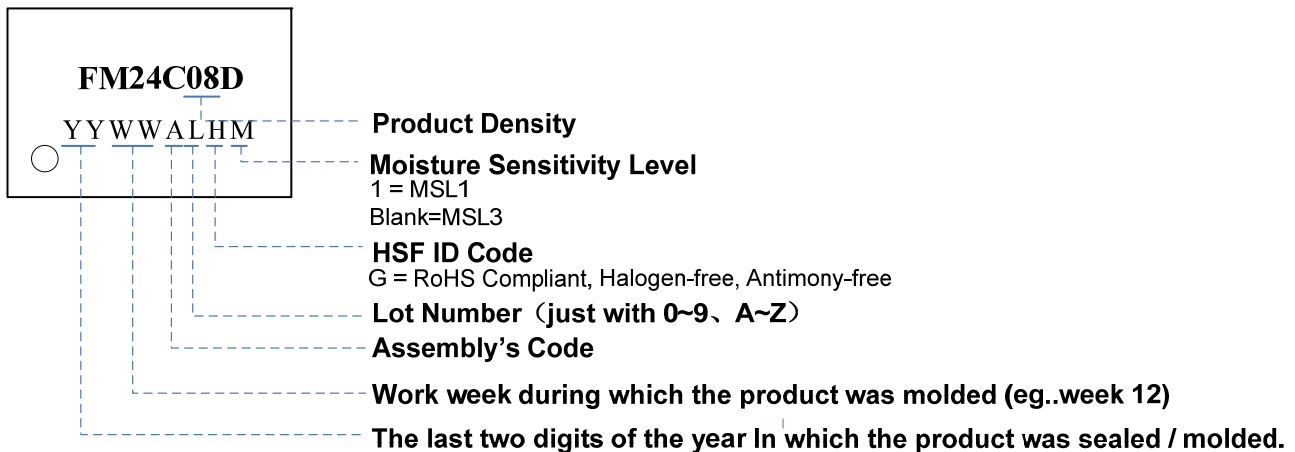 FM24C08D
YYWWALHM
Product Density
Moisture Sensitivity Level
1 = MSL1
Blank=MSL3
HSF ID Code
G = RoHS Compliant, Halogen-free, Antimony-free
Lot Number（just with 0~9、A~Z）
Assembly's Code
Work week during which the product was molded (eg..week 12)
The last two digits of the year In which the product was sealed / molded.